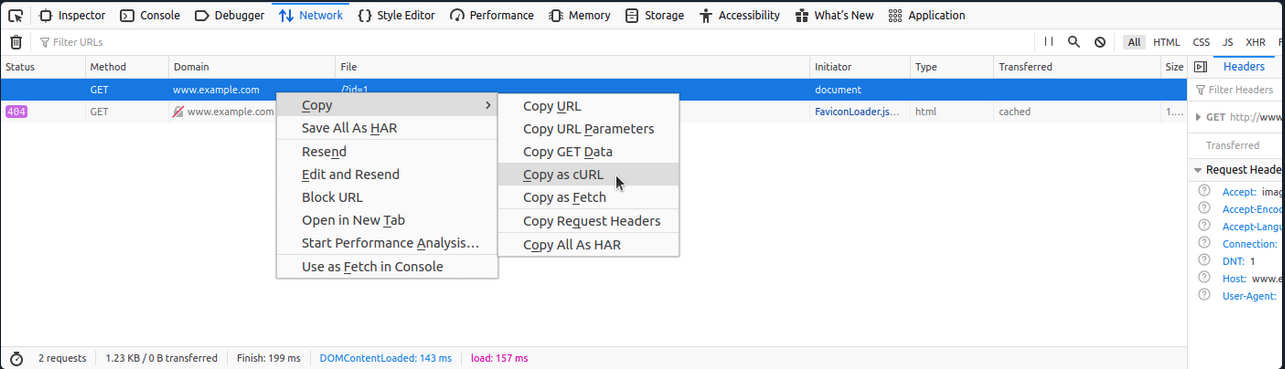 Inspector Console Debugger Network Style Editor Performance Memory Storage Accessibility What's New Application
Filter URLs All HTML CSS JS XHR
Status Method Domain File Initiator Type Transferred Size Headers
GET www.example.com /?id=1 document Filter Headers
404 GET www.example.com FaviconLoader.js... html cached 1.... GET http://www
Copy
Save All As HAR
Resend
Edit and Resend
Block URL
Open in New Tab
Start Performance Analysis...
Use as Fetch in Console
Copy URL
Copy URL Parameters
Copy GET Data
Copy as cURL
Copy as Fetch
Copy Request Headers
Copy All As HAR
Transferred
Request Heade
Accept: imag
Accept-Encod
Accept-Langu
Connection:
DNT: 1
Host: www.e
User-Agent:
2 requests 1.23 KB / 0 B transferred Finish: 199 ms DOMContentLoaded: 143 ms load: 157 ms